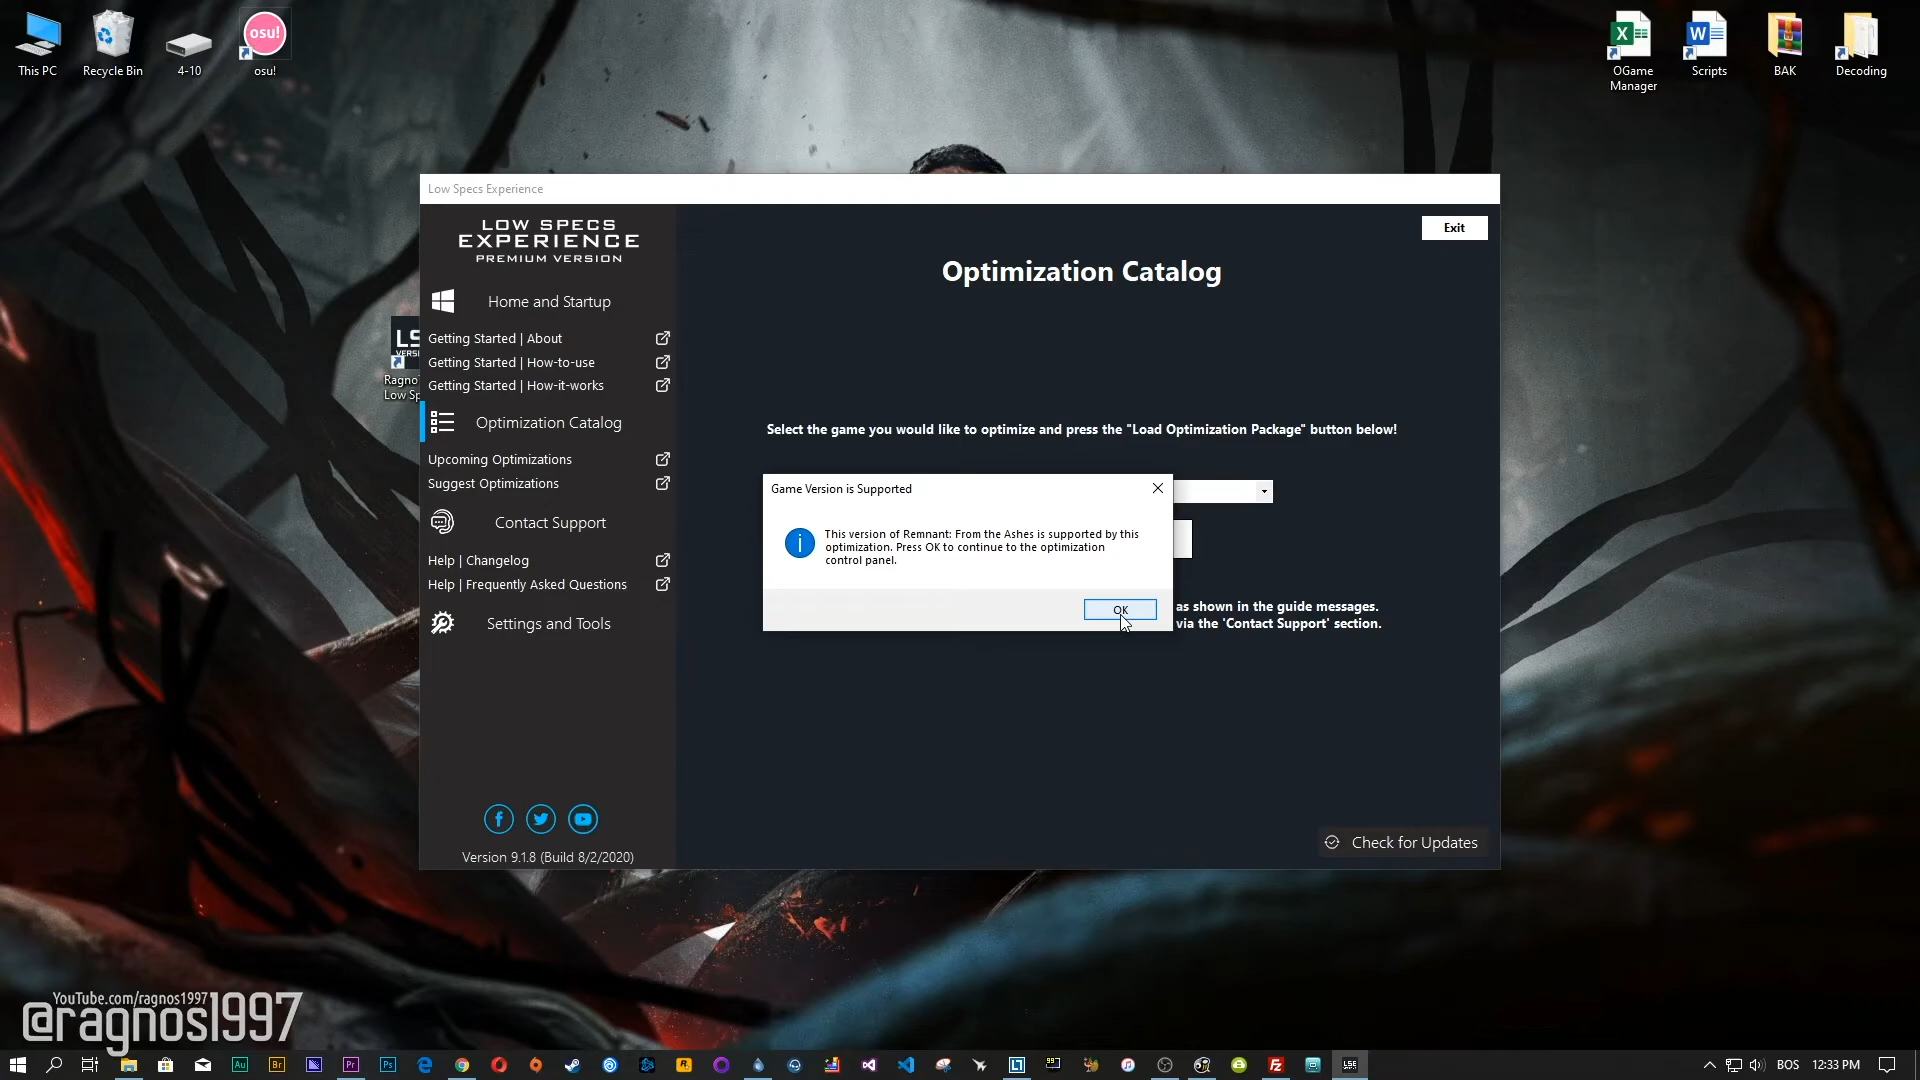 This PC
Recycle Bin
4-10
osu!
osu!
OGame
Manager
Scripts
BAK
Decoding
Low Specs Experience
LOW SPECS
EXPERIENCE
PREMIUM VERSION
Exit
Optimization Catalog
Home and Startup
Getting Started | About
Getting Started | How-to-use
Getting Started | How-it-works
Optimization Catalog
Upcoming Optimizations
Suggest Optimizations
Contact Support
Help | Changelog
Help | Frequently Asked Questions
Settings and Tools
Select the game you would like to optimize and press the "Load Optimization Package" button below!
Game Version is Supported
This version of Remnant: From the Ashes is supported by this
optimization. Press OK to continue to the optimization
control panel.
OK
as shown in the guide messages.
via the 'Contact Support' section.
Version 9.1.8 (Build 8/2/2020)
Check for Updates
YouTube.com/ragnos1997
@ragnos1997
Au
Br
Pr
Ps
BOS
12:33 PM